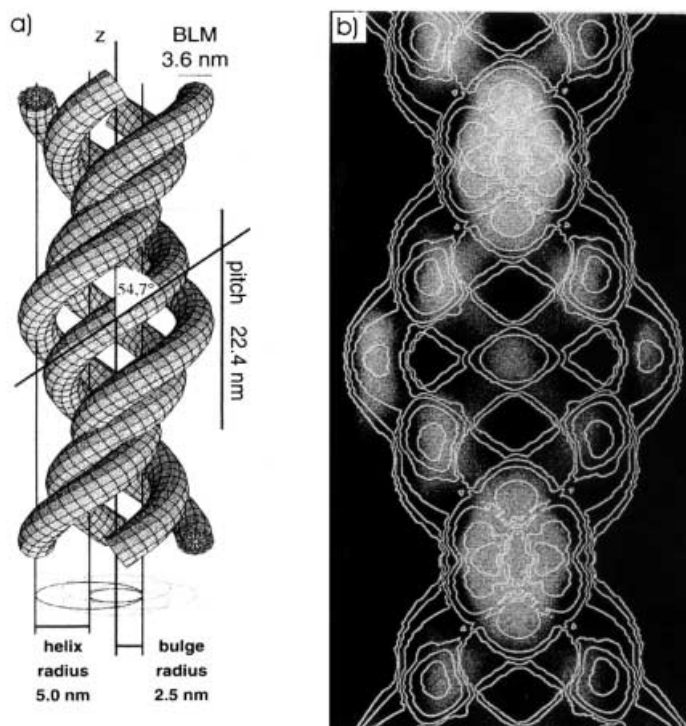 a)
z
BLM
3.6 nm
54.7°
pitch 22.4 nm
helix
radius
5.0 nm
bulge
radius
2.5 nm
b)